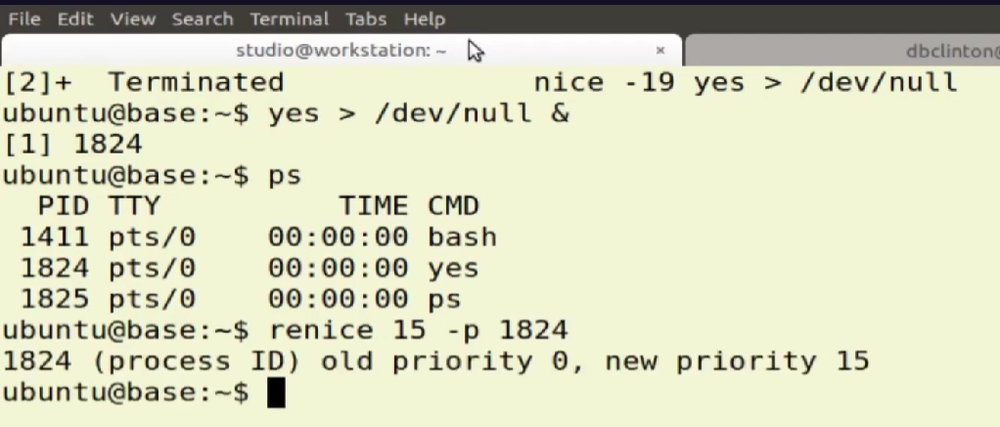 File Edit View Search Terminal Tabs Help
studio@workstation: ~ × dbclinton@
[2]+  Terminated              nice -19 yes > /dev/null
ubuntu@base:~$ yes > /dev/null &
[1] 1824
ubuntu@base:~$ ps
  PID TTY          TIME CMD
 1411 pts/0    00:00:00 bash
 1824 pts/0    00:00:00 yes
 1825 pts/0    00:00:00 ps
ubuntu@base:~$ renice 15 -p 1824
1824 (process ID) old priority 0, new priority 15
ubuntu@base:~$